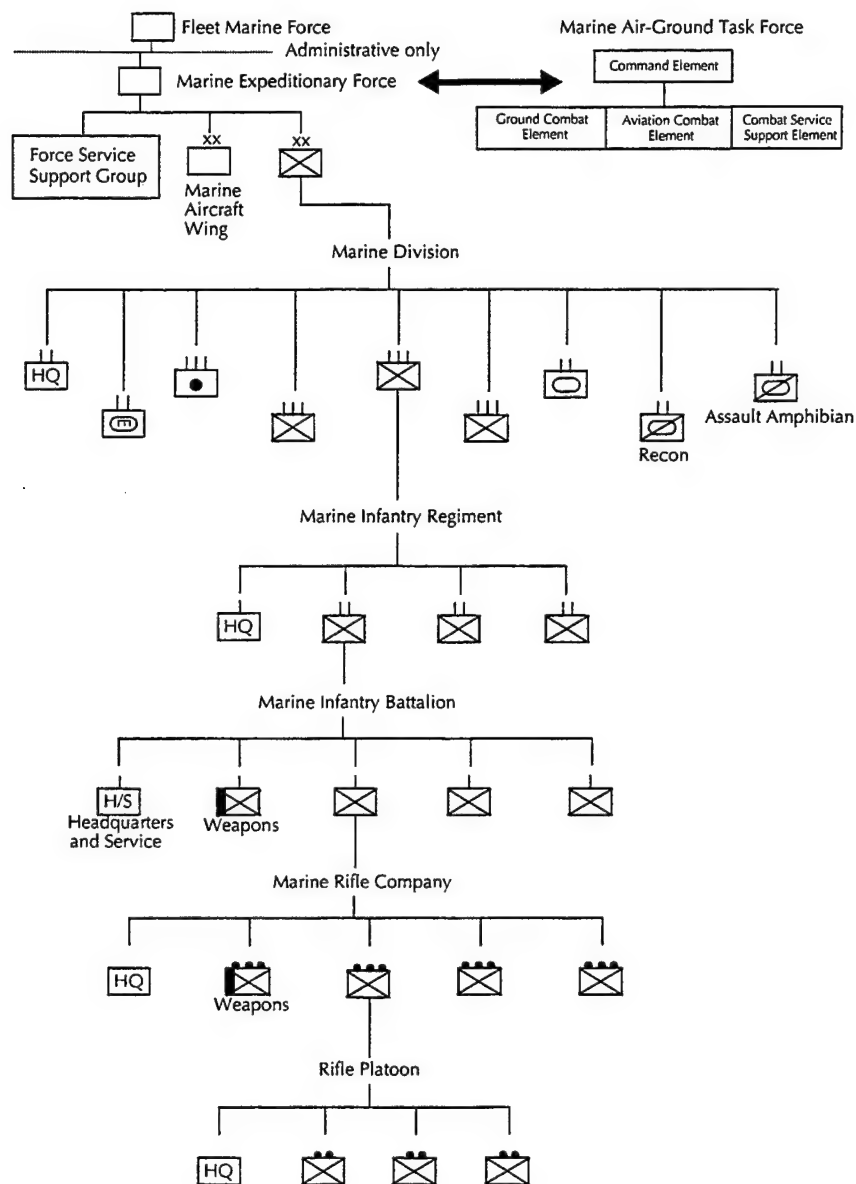 Fleet Marine Force
Marine Air-Ground Task Force
Administrative only
Marine Expeditionary Force
Command Element
Ground Combat
Element
Aviation Combat
Element
Combat Service
Support Element
Force Service
Support Group
XX
XX
Marine
Aircraft
Wing
Marine Division
HQ
E
Assault Amphibian
Recon
Marine Infantry Regiment
HQ
Marine Infantry Battalion
H/S
Headquarters
and Service
Weapons
Marine Rifle Company
HQ
Weapons
Rifle Platoon
HQ